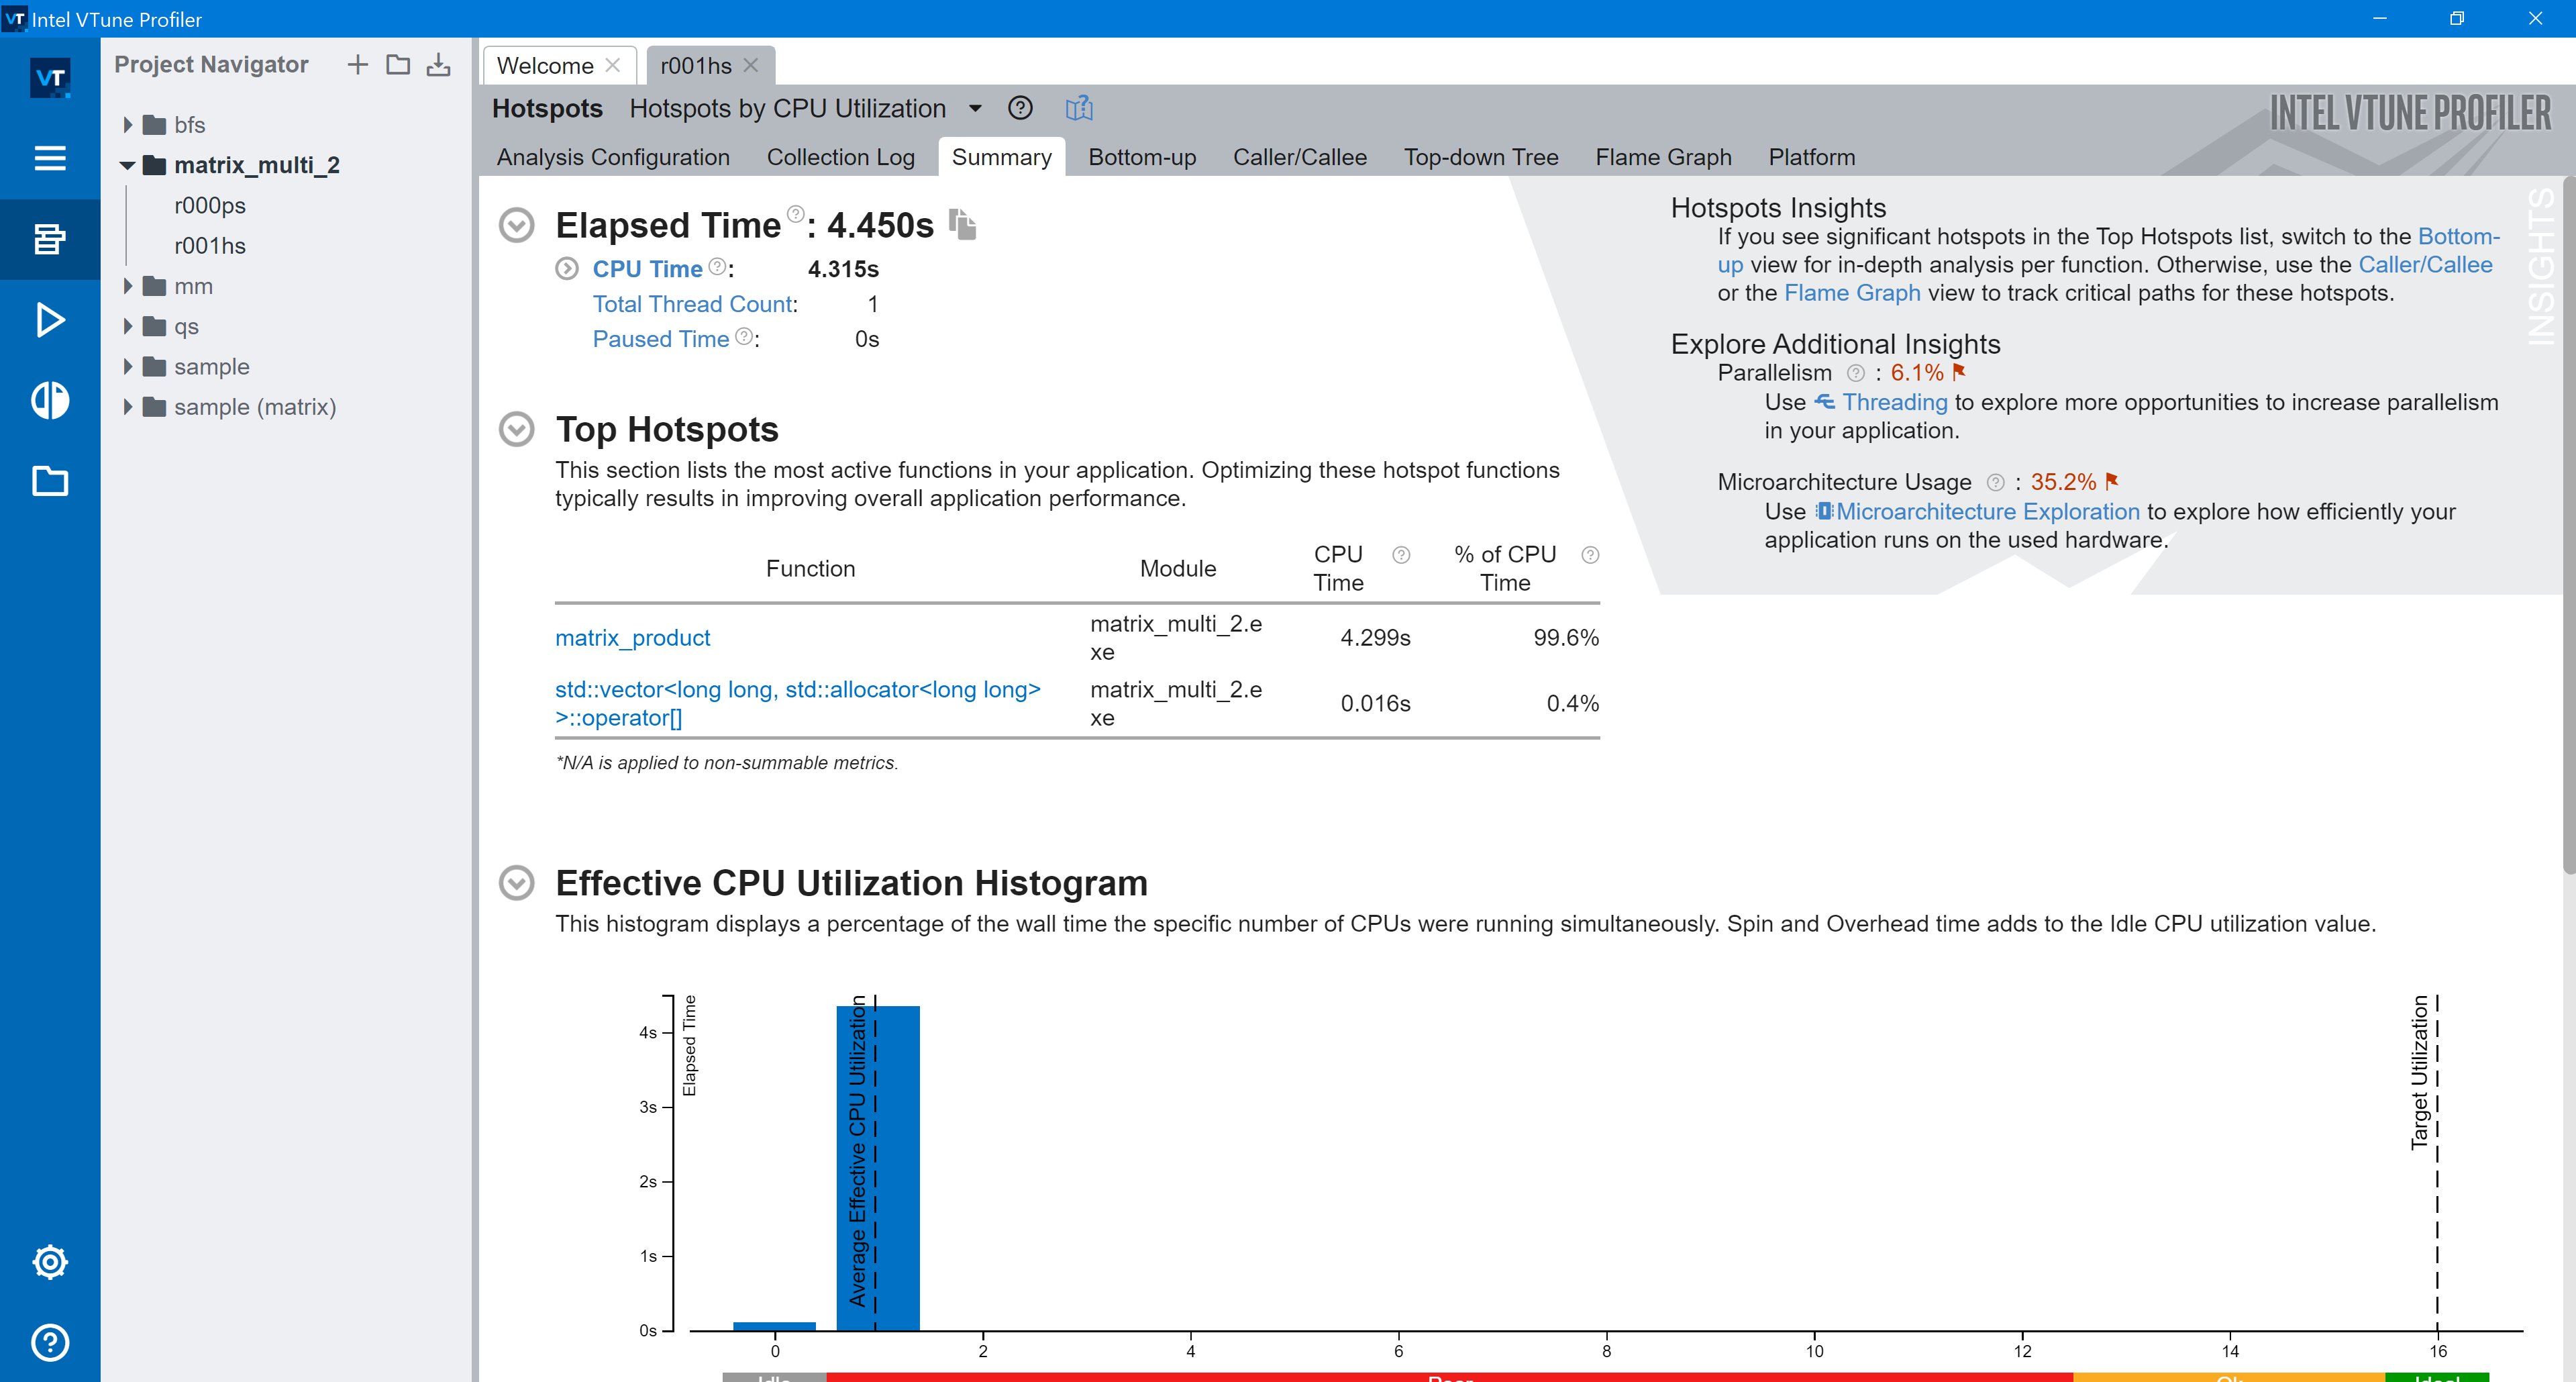 VT Intel VTune Profiler
VT
Project Navigator
bfs
matrix_multi_2
r000ps
r001hs
mm
qs
sample
sample (matrix)
Welcome
r001hs
Hotspots Hotspots by CPU Utilization
INTEL VTUNE PROFILER
Analysis Configuration Collection Log Summary Bottom-up Caller/Callee Top-down Tree Flame Graph Platform
Elapsed Time : 4.450s
CPU Time : 4.315s
Total Thread Count: 1
Paused Time : 0s
Hotspots Insights
If you see significant hotspots in the Top Hotspots list, switch to the Bottom-
up view for in-depth analysis per function. Otherwise, use the Caller/Callee
or the Flame Graph view to track critical paths for these hotspots.
Explore Additional Insights
Parallelism : 6.1%
Use Threading to explore more opportunities to increase parallelism
in your application.
Microarchitecture Usage : 35.2%
Use Microarchitecture Exploration to explore how efficiently your
application runs on the used hardware.
INSIGHTS
Top Hotspots
This section lists the most active functions in your application. Optimizing these hotspot functions
typically results in improving overall application performance.
Function Module CPU Time % of CPU Time
matrix_product matrix_multi_2.e
xe 4.299s 99.6%
std::vector<long long, std::allocator<long long>
>::operator[] matrix_multi_2.e
xe 0.016s 0.4%
*N/A is applied to non-summable metrics.
Effective CPU Utilization Histogram
This histogram displays a percentage of the wall time the specific number of CPUs were running simultaneously. Spin and Overhead time adds to the Idle CPU utilization value.
Elapsed Time
4s
3s
2s
1s
0s
Average Effective CPU Utilization
Target Utilization
0 2 4 6 8 10 12 14 16
Idle Poor Ok Ideal